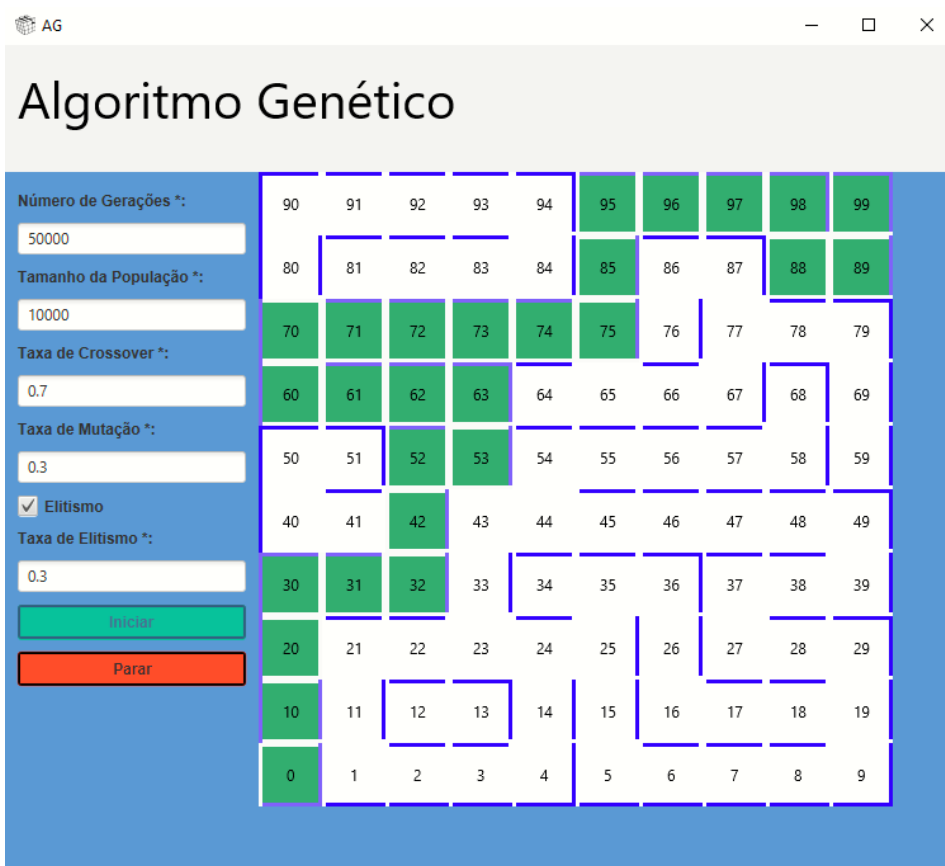 AG
Algoritmo Genético
Número de Gerações *:
50000
Tamanho da População *:
10000
Taxa de Crossover *:
0.7
Taxa de Mutação *:
0.3
Elitismo
Taxa de Elitismo *:
0.3
Iniciar
Parar
90 91 92 93 94 95 96 97 98 99
80 81 82 83 84 85 86 87 88 89
70 71 72 73 74 75 76 77 78 79
60 61 62 63 64 65 66 67 68 69
50 51 52 53 54 55 56 57 58 59
40 41 42 43 44 45 46 47 48 49
30 31 32 33 34 35 36 37 38 39
20 21 22 23 24 25 26 27 28 29
10 11 12 13 14 15 16 17 18 19
0 1 2 3 4 5 6 7 8 9